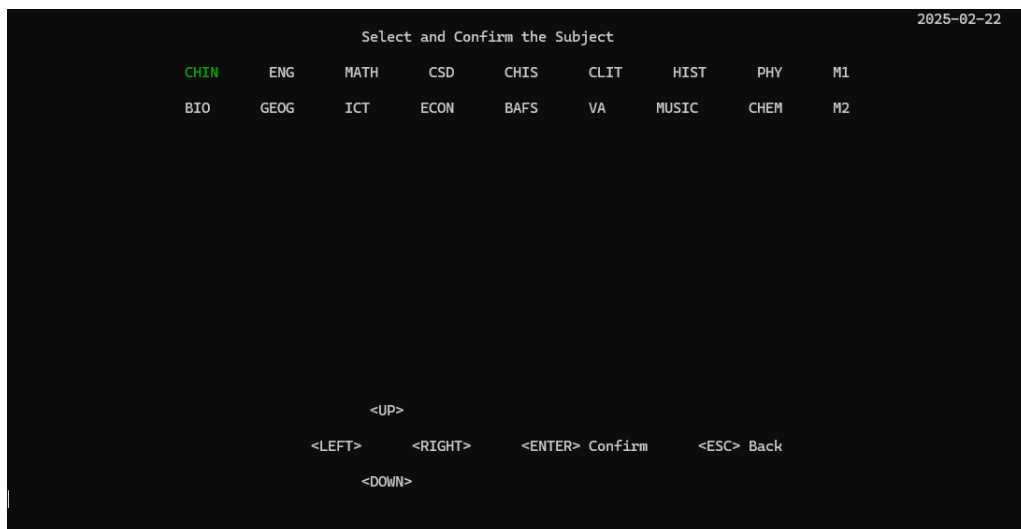 2025-02-22
Select and Confirm the Subject
CHIN ENG MATH CSD CHIS CLIT HIST PHY M1
BIO GEOG ICT ECON BAFS VA MUSIC CHEM M2
<UP>
<LEFT> <RIGHT> <ENTER> Confirm <ESC> Back
<DOWN>